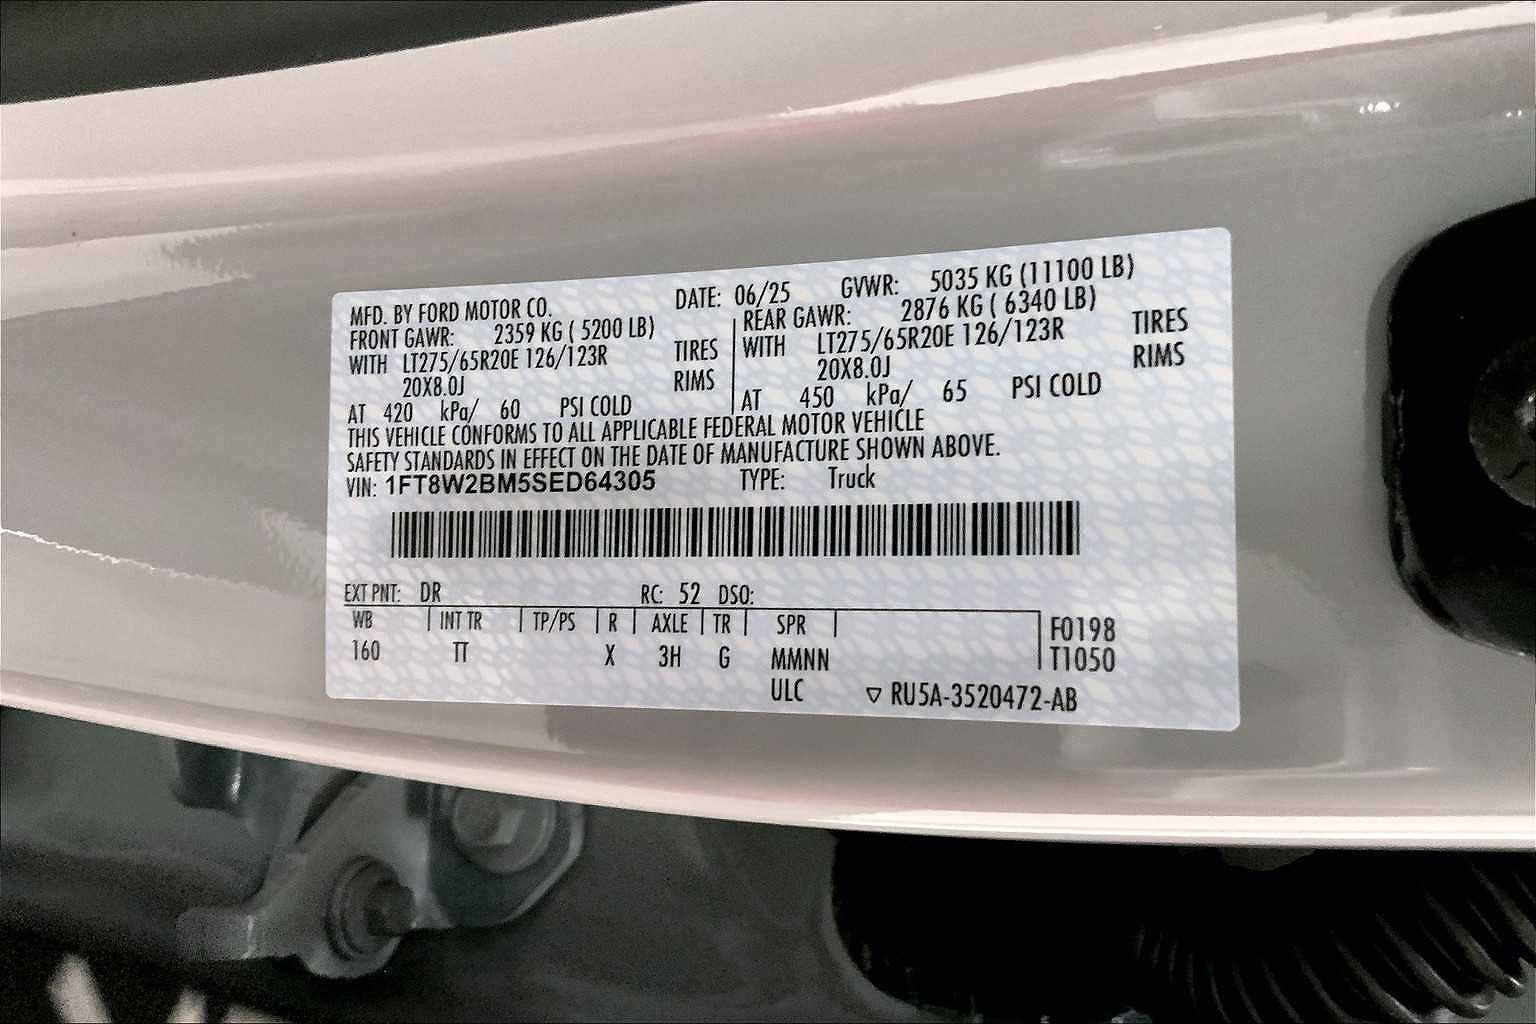 MFD. BY FORD MOTOR CO. DATE: 06/25 GVWR: 5035 KG (11100 LB)
FRONT GAWR: 2359 KG ( 5200 LB) REAR GAWR: 2876 KG ( 6340 LB)
WITH LT275/65R20E 126/123R TIRES WITH LT275/65R20E 126/123R TIRES
20X8.0J RIMS 20X8.0J RIMS
AT 420 kPa/ 60 PSI COLD AT 450 kPa/ 65 PSI COLD
THIS VEHICLE CONFORMS TO ALL APPLICABLE FEDERAL MOTOR VEHICLE
SAFETY STANDARDS IN EFFECT ON THE DATE OF MANUFACTURE SHOWN ABOVE.
VIN: 1FT8W2BM5SED64305 TYPE: Truck
EXT PNT: DR RC: 52 DSO:
WB INT TR TP/PS R AXLE TR SPR F0198
160 TT X 3H G MMNN T1050
ULC ▽ RU5A-3520472-AB